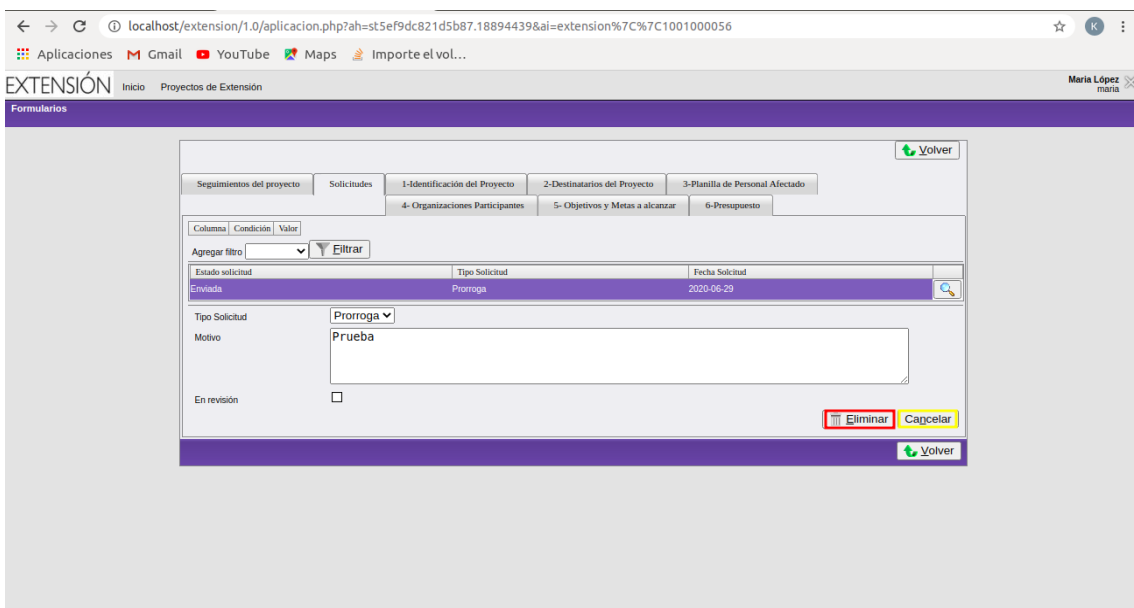 localhost/extension/1.0/aplicacion.php?ah=st5ef9dc821d5b87.18894439&ai=extension%7C%7C1001000056
K
Aplicaciones Gmail YouTube Maps Importe el vol...
EXTENSIÓN Inicio Proyectos de Extensión
Maria López
maria
Formularios
Volver
Seguimientos del proyecto Solicitudes 1-Identificación del Proyecto 2-Destinatarios del Proyecto 3-Planilla de Personal Afectado
4- Organizaciones Participantes 5- Objetivos y Metas a alcanzar 6-Presupuesto
Columna Condición Valor
Agregar filtro Filtrar
Estado solicitud Tipo Solicitud Fecha Solcitud
Enviada Prorroga 2020-06-29
Tipo Solicitud Prorroga
Motivo Prueba
En revisión
Eliminar Cancelar
Volver